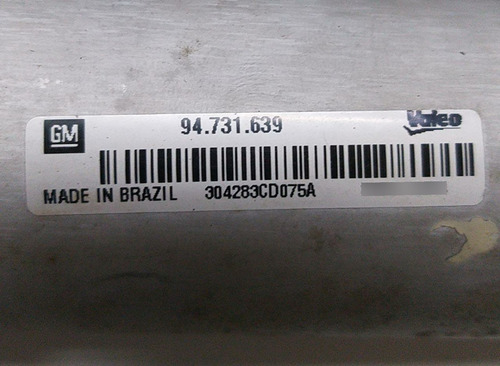 GM 94.731.639 Valeo
MADE IN BRAZIL 304283CD075A